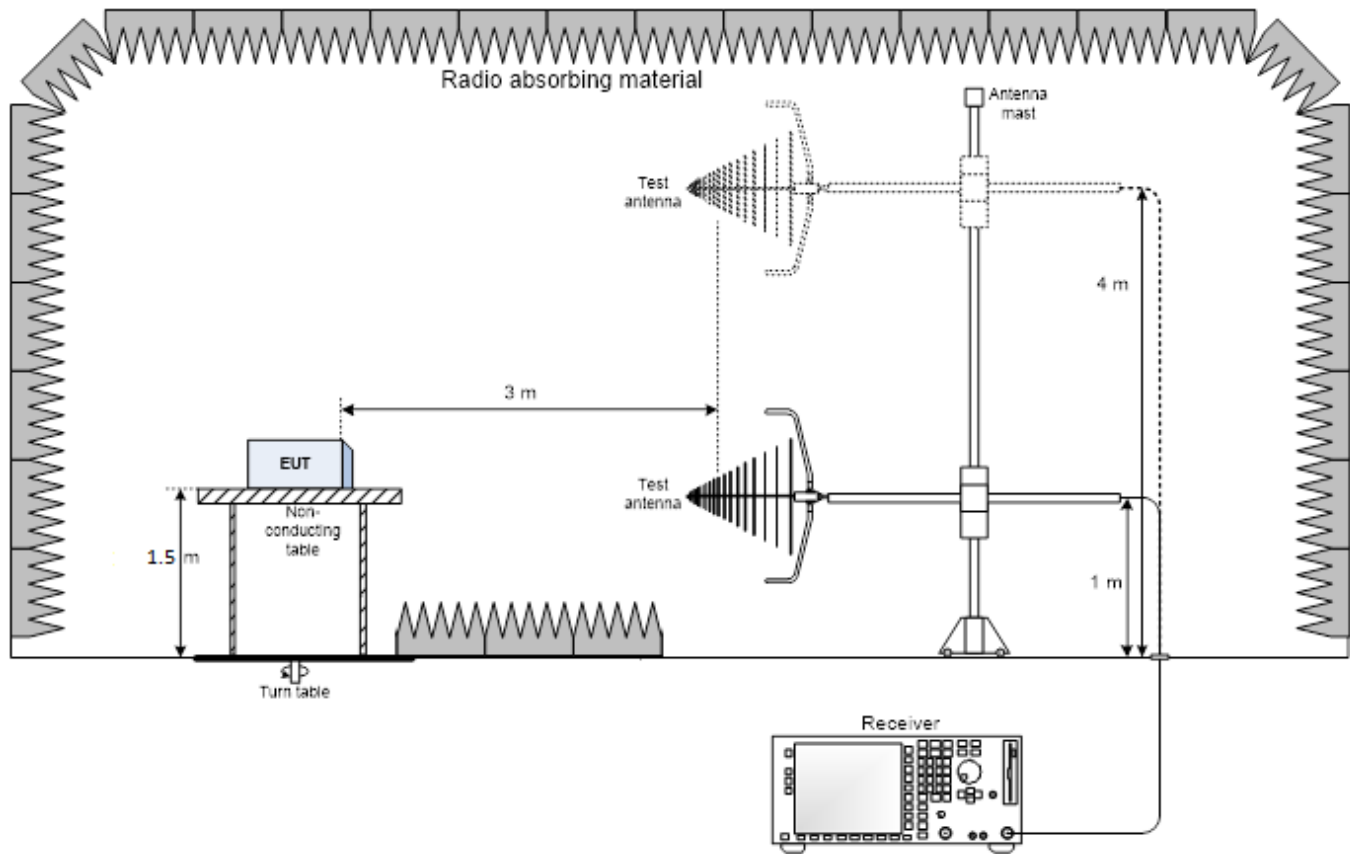 Radio absorbing material
Antenna
mast
Test
antenna
4 m
3 m
EUT
Test
antenna
Non-
conducting
table
1.5 m
1 m
Turn table
Receiver